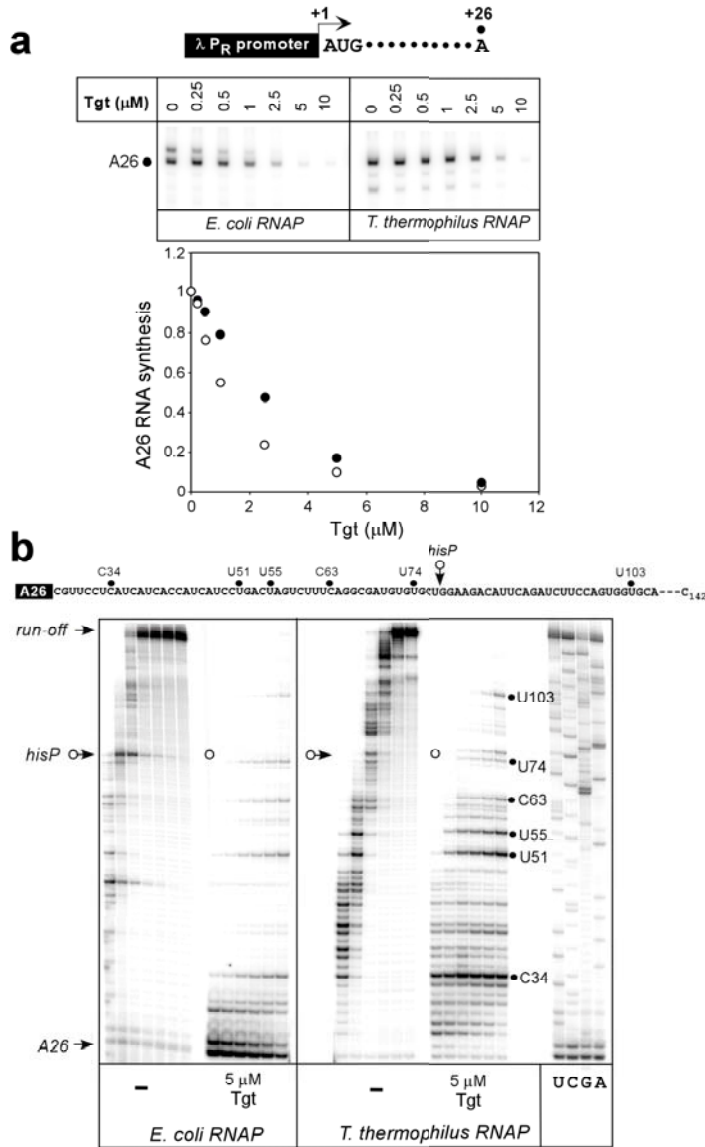 a
+1
+26
λ PR promoter AUG A
Tgt (μM) 0 0.25 0.5 1 2.5 5 10 0 0.25 0.5 1 2.5 5 10
A26
E. coli RNAP T. thermophilus RNAP
1.2
1
0.8
0.6
0.4
0.2
0
A26 RNA synthesis
0 2 4 6 8 10 12
Tgt (μM)
b
hisP
C34 U51 U55 C63 U74 U103
A26 CGUUCCUCAUCAUCACCAUCAUCCUGACUAGUCUUUCAGGCGAUGUGUGCUGGAAGACAUUCAGAUCUUCCAGUGGUGCA---C142
run-off
U103
hisP
U74
C63
U55
U51
C34
A26
– 5 μM Tgt – 5 μM Tgt U C G A
E. coli RNAP T. thermophilus RNAP